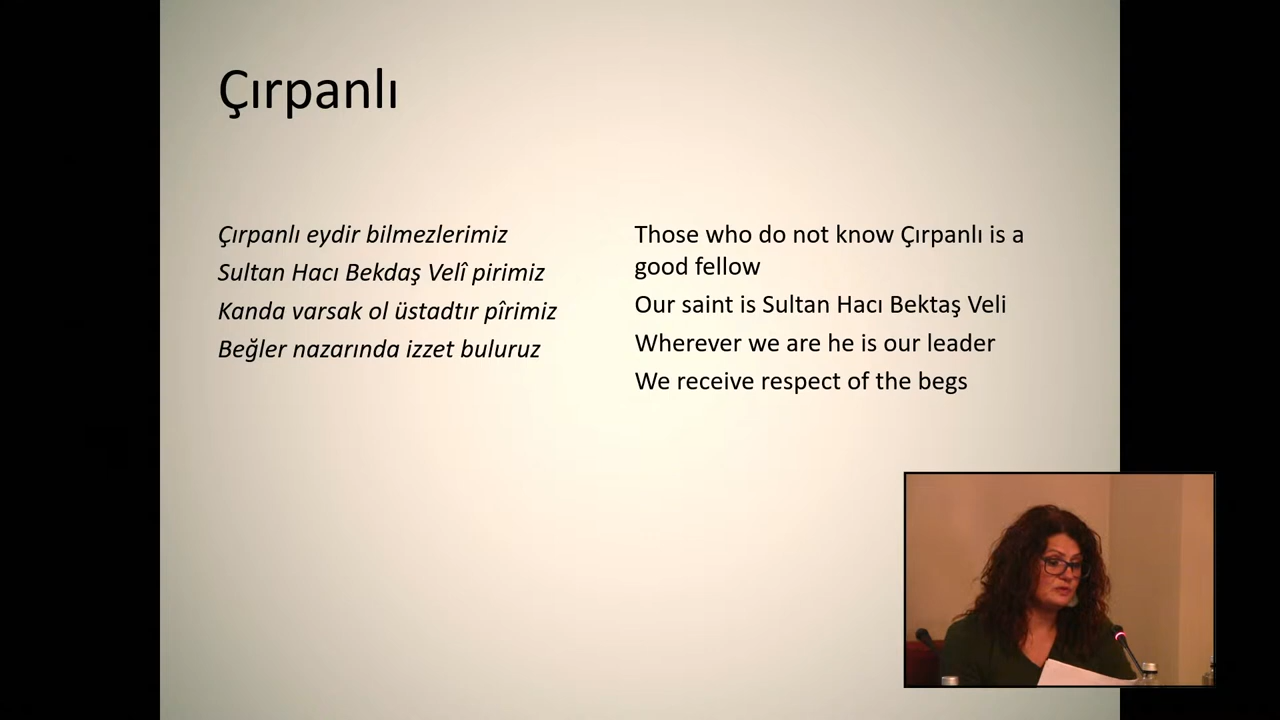 Çırpanlı
Çırpanlı eydir bilmezlerimiz
Sultan Hacı Bekdaş Velî pirimiz
Kanda varsak ol üstadtır pîrimiz
Beğler nazarında izzet buluruz
Those who do not know Çırpanlı is a
good fellow
Our saint is Sultan Hacı Bektaş Veli
Wherever we are he is our leader
We receive respect of the begs